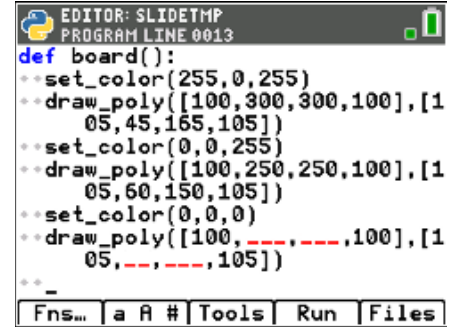 EDITOR: SLIDETMP
PROGRAM LINE 0013
def board():
set_color(255,0,255)
draw_poly([100,300,300,100],[1
05,45,165,105])
set_color(0,0,255)
draw_poly([100,250,250,100],[1
05,60,150,105])
set_color(0,0,0)
draw_poly([100,___,___,100],[1
05,__,___,105])
_
Fns… a A # Tools Run Files